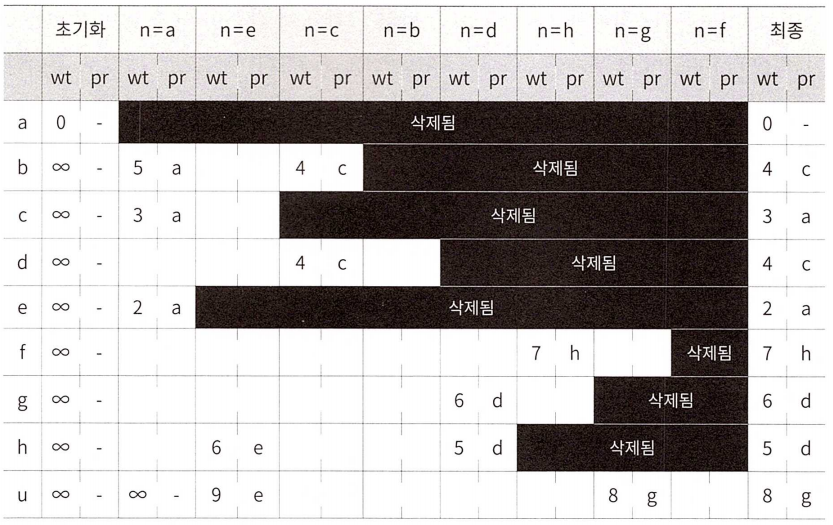 초기화 n=a n=e n=c n=b n=d n=h n=g n=f 최종
wt pr wt pr wt pr wt pr wt pr wt pr wt pr wt pr wt pr wt pr
a 0 - 삭제됨 0 -
b ∞ - 5 a 4 c 삭제됨 4 c
c ∞ - 3 a 삭제됨 3 a
d ∞ - 4 c 삭제됨 4 c
e ∞ - 2 a 삭제됨 2 a
f ∞ - 7 h 삭제됨 7 h
g ∞ - 6 d 삭제됨 6 d
h ∞ - 6 e 5 d 삭제됨 5 d
u ∞ - ∞ - 9 e 8 g 8 g